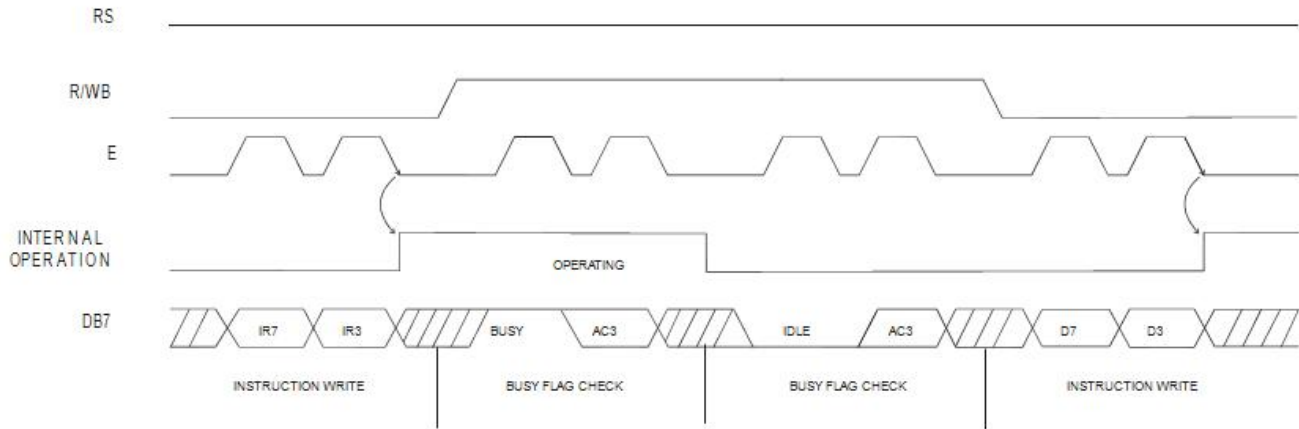 RS
R/WB
E
INTERNAL
OPERATION
OPERATING
DB7
IR7 IR3 BUSY AC3 IDLE AC3 D7 D3
INSTRUCTION WRITE BUSY FLAG CHECK BUSY FLAG CHECK INSTRUCTION WRITE